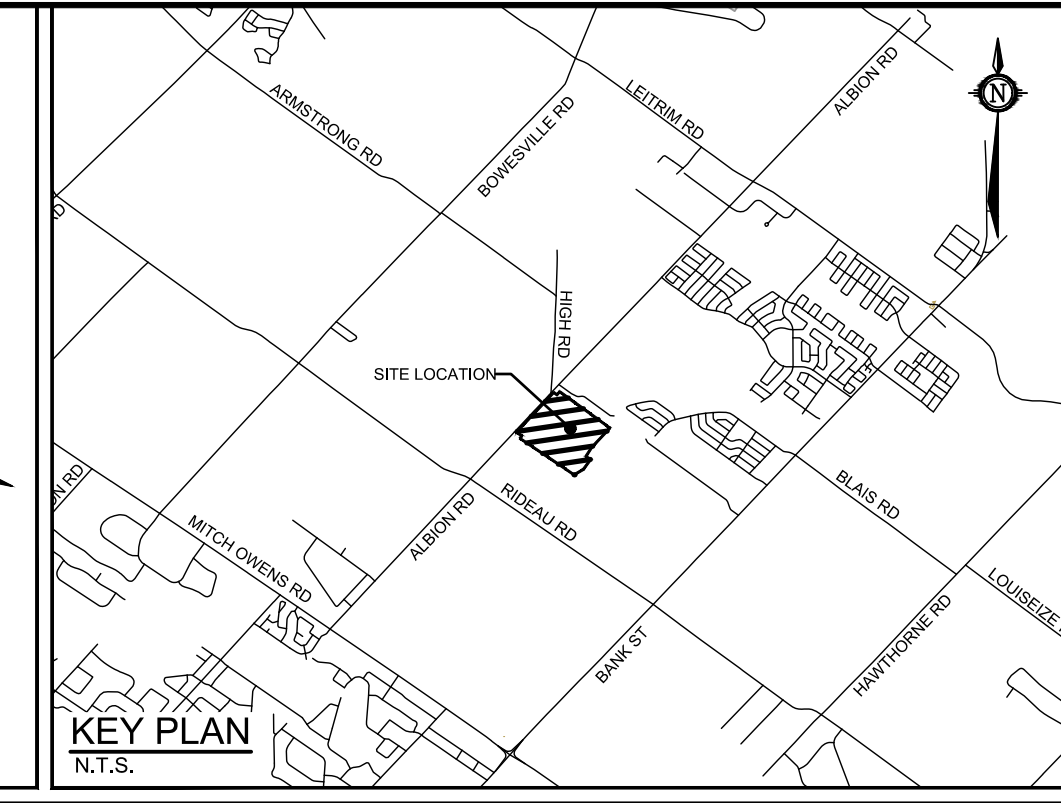 ARMSTRONG RD
BOWESVILLE RD
LEITRIM RD
ALBION RD
N
HIGH RD
SITE LOCATION
ALBION RD
RIDEAU RD
BLAIS RD
MITCH OWENS RD
BANK ST
HAWTHORNE RD
LOUISEIZE
KEY PLAN
N.T.S.